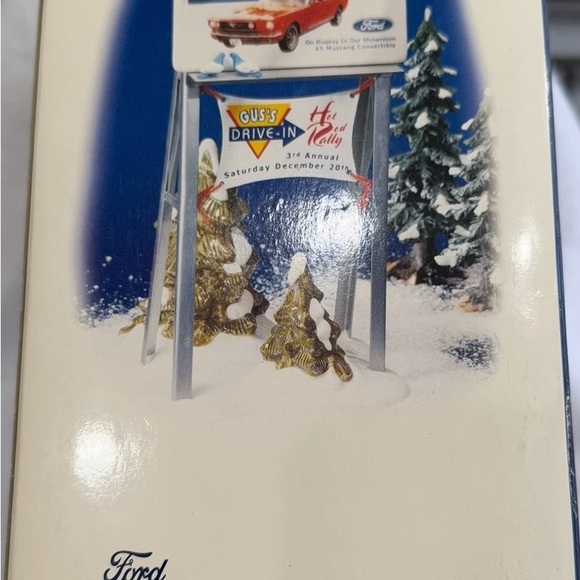 Ford
On Display In Our Showroom
65 Mustang Convertible
GUS'S
DRIVE-IN
Hot
Rod
Rally
3rd Annual
Saturday December 20th
Ford